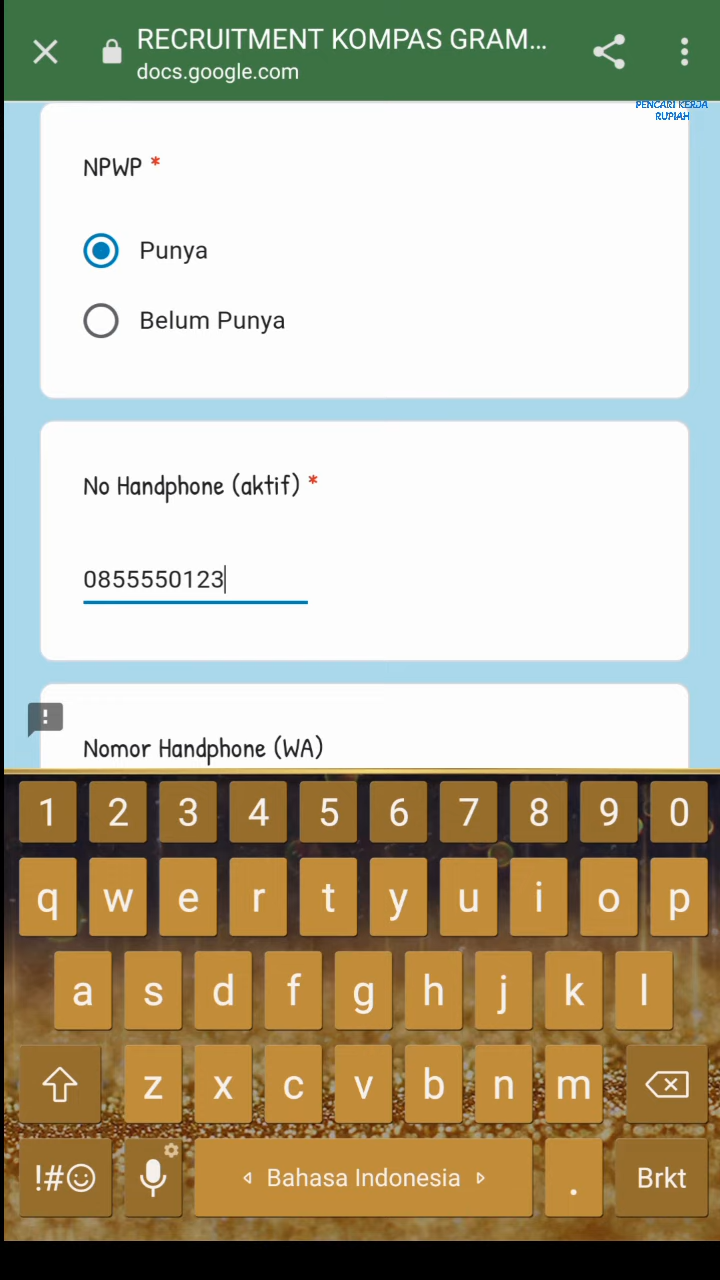 RECRUITMENT KOMPAS GRAM...
docs.google.com
PENCARI KERJA
RUPIAH
NPWP *
Punya
Belum Punya
No Handphone (aktif) *
0855550123
!
Nomor Handphone (WA)
1 2 3 4 5 6 7 8 9 0
q w e r t y u i o p
a s d f g h j k l
z x c v b n m
!#☺ Bahasa Indonesia . Brkt